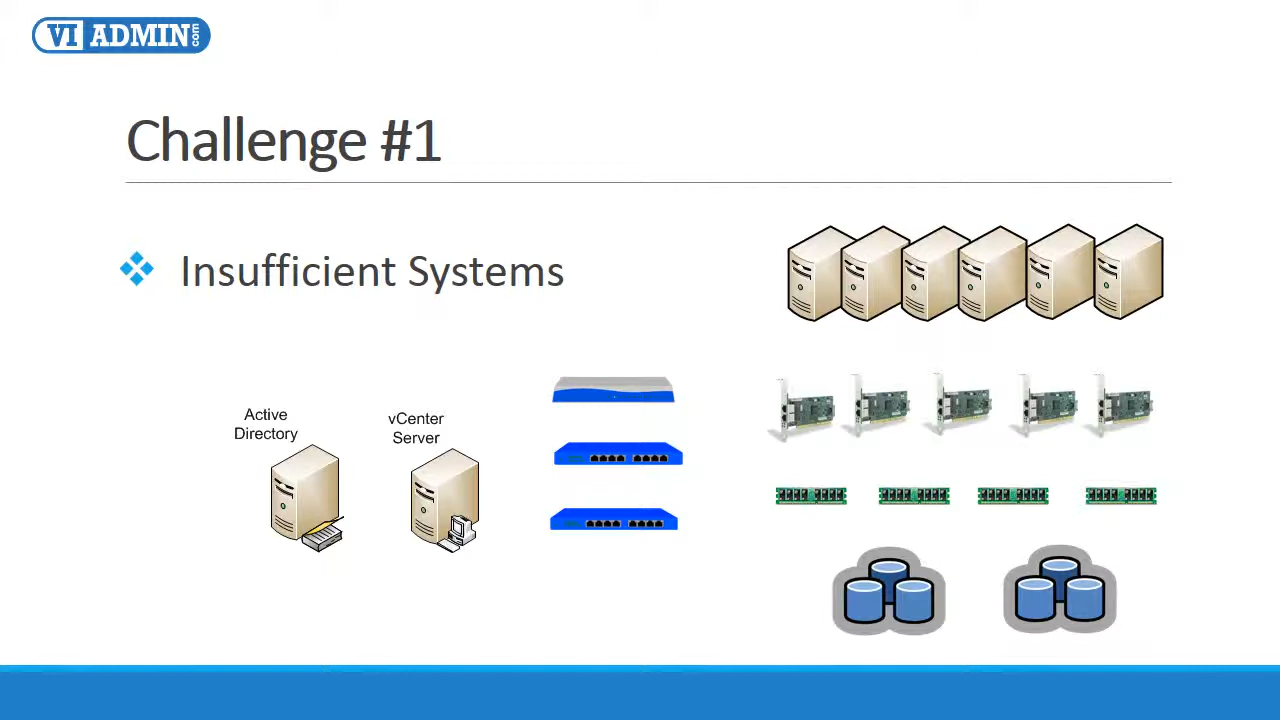 VI ADMIN.com
Challenge #1
Insufficient Systems
Active
Directory
vCenter
Server